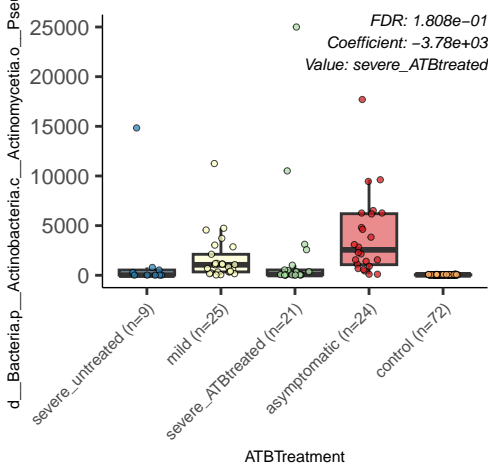 d__Bacteria.p__Actinobacteria.c__Actinomycetia.o__Pseu
25000
20000
15000
10000
5000
0
FDR: 1.808e−01
Coefficient: −3.78e+03
Value: severe_ATBtreated
severe_untreated (n=9)
mild (n=25)
severe_ATBtreated (n=21)
asymptomatic (n=24)
control (n=72)
ATBTreatment